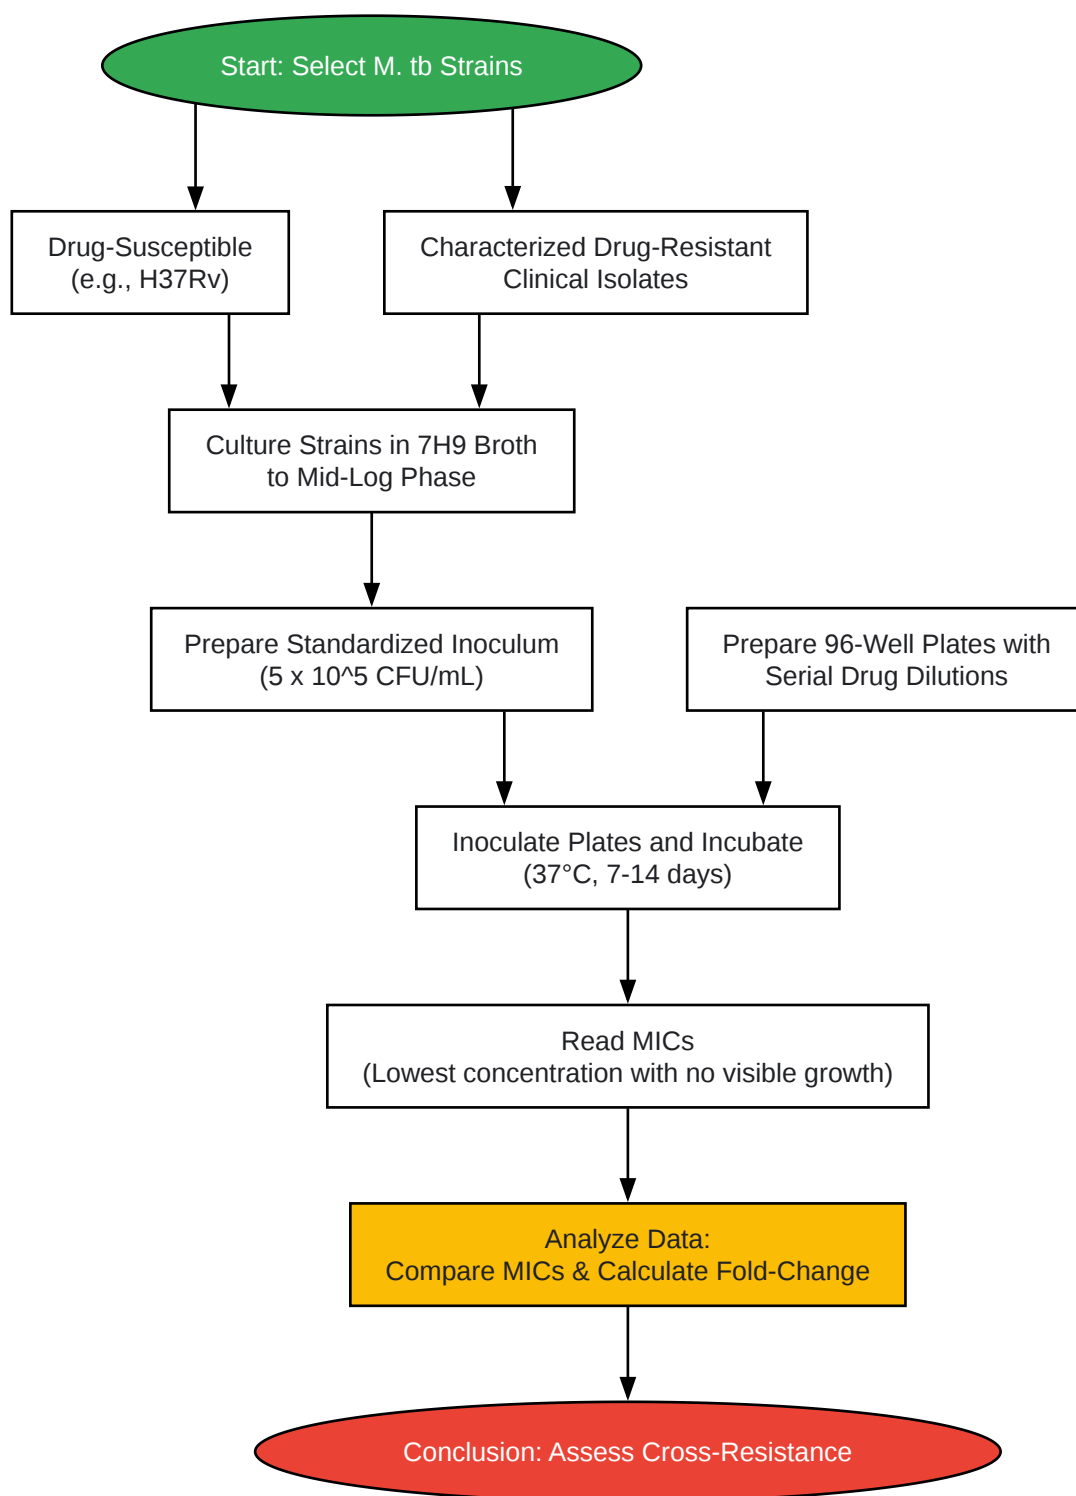 Start: Select M. tb Strains
Drug-Susceptible
(e.g., H37Rv)
Characterized Drug-Resistant
Clinical Isolates
Culture Strains in 7H9 Broth
to Mid-Log Phase
Prepare Standardized Inoculum
(5 x 10^5 CFU/mL)
Prepare 96-Well Plates with
Serial Drug Dilutions
Inoculate Plates and Incubate
(37°C, 7-14 days)
Read MICs
(Lowest concentration with no visible growth)
Analyze Data:
Compare MICs & Calculate Fold-Change
Conclusion: Assess Cross-Resistance